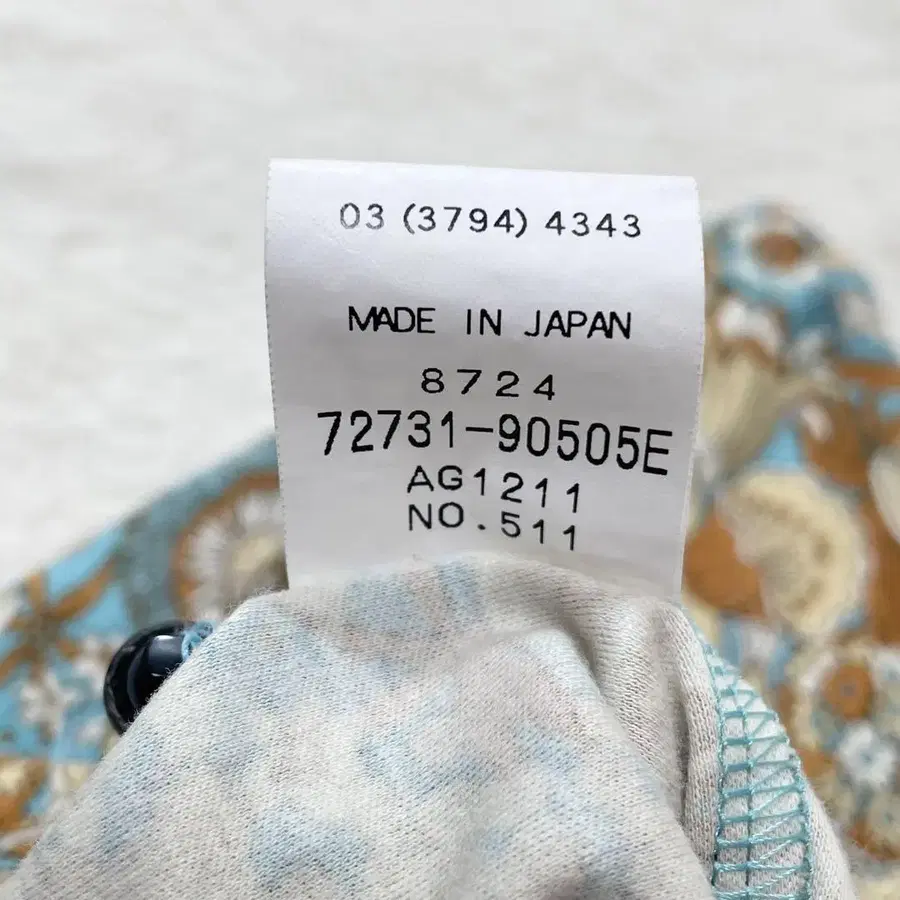 03 (3794) 4343
MADE IN JAPAN
8724
72731-90505E
AG1211
NO.511